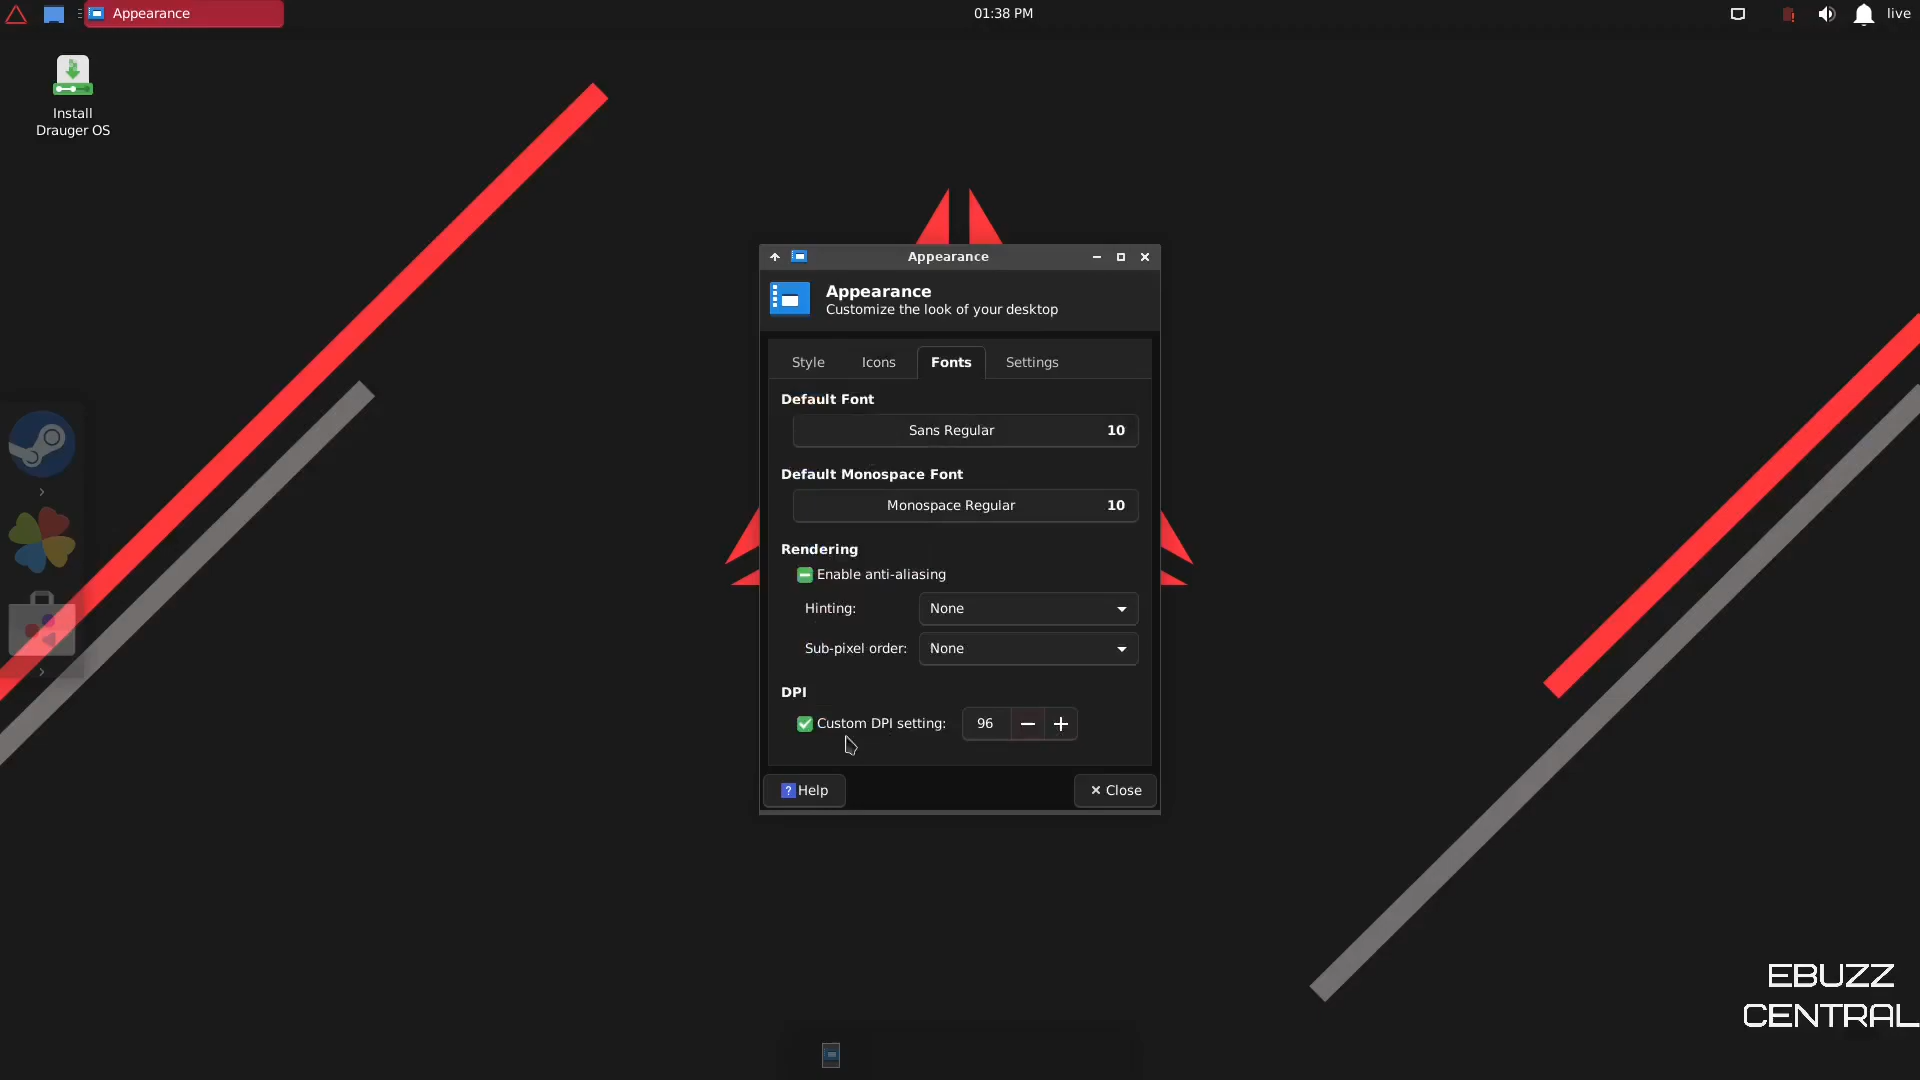 Appearance
01:38 PM
live
Install
Drauger OS
Appearance
Appearance
Customize the look of your desktop
Style
Icons
Fonts
Settings
Default Font
Sans Regular 10
Default Monospace Font
Monospace Regular 10
Rendering
Enable anti-aliasing
Hinting: None
Sub-pixel order: None
DPI
Custom DPI setting: 96
? Help
Close
EBUZZ
CENTRAL